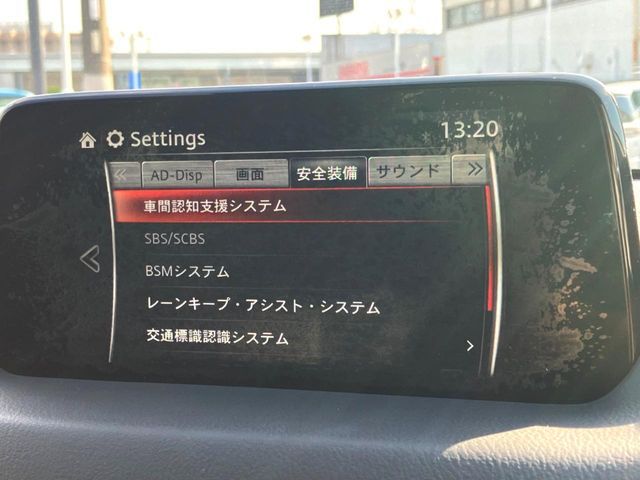 Settings
13:20
AD-Disp 画面 安全装備 サウンド
車間認知支援システム
SBS/SCBS
BSMシステム
レーンキープ・アシスト・システム
交通標識認識システム